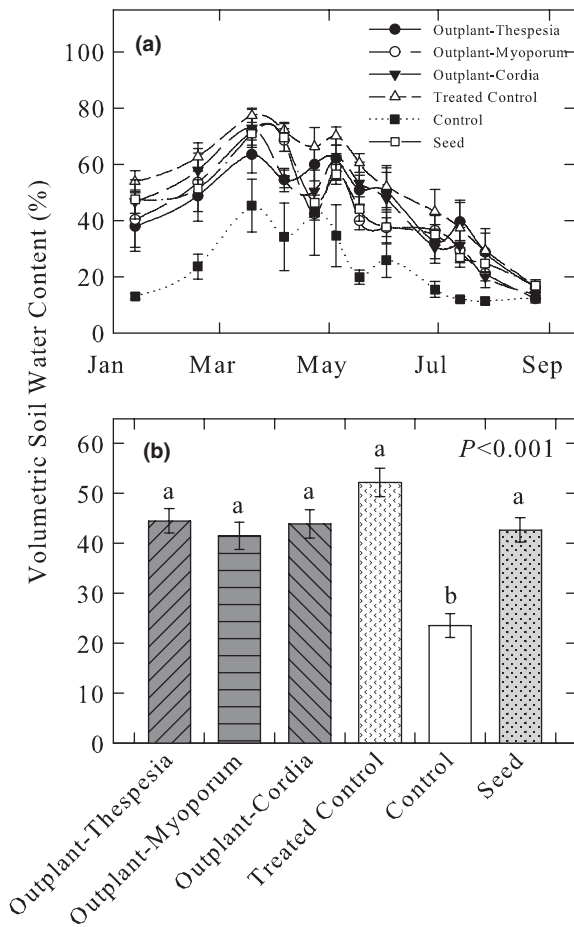 (a)
Outplant-Thespesia
Outplant-Myoporum
Outplant-Cordia
Treated Control
Control
Seed
100
80
60
40
20
0
Jan Mar May Jul Sep
Volumetric Soil Water Content (%)
(b)
P<0.001
60
50
40
30
20
10
0
a a a a b a
Outplant-Thespesia
Outplant-Myoporum
Outplant-Cordia
Treated Control
Control
Seed